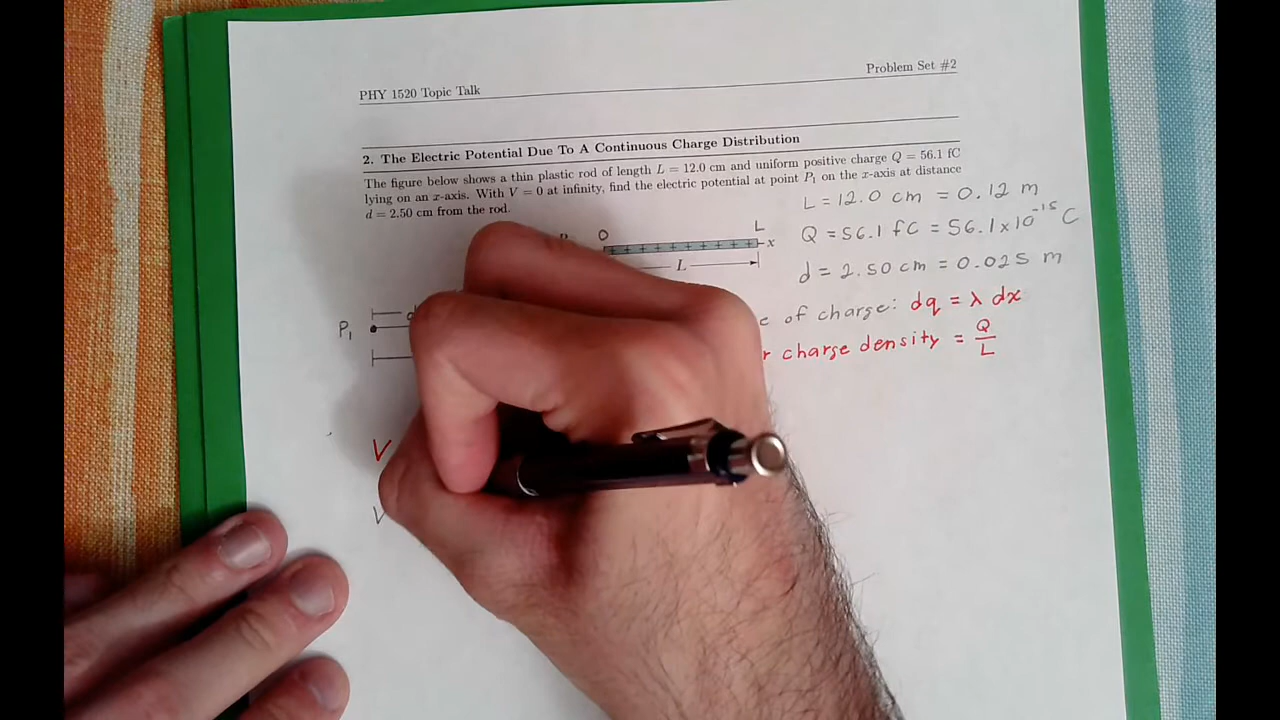 PHY 1520 Topic Talk
Problem Set #2
2. The Electric Potential Due To A Continuous Charge Distribution
The figure below shows a thin plastic rod of length L = 12.0 cm and uniform positive charge Q = 56.1 fC
lying on an x-axis. With V = 0 at infinity, find the electric potential at point P₁ on the x-axis at distance
d = 2.50 cm from the rod.
L = 12.0 cm = 0.12 m
Q = 56.1 fC = 56.1 x 10⁻¹⁵ C
d = 2.50 cm = 0.025 m
O L
+ + + + + + + + + x
L
of charge: dq = λ dx
charge density = Q/L
P₁ d
V
V